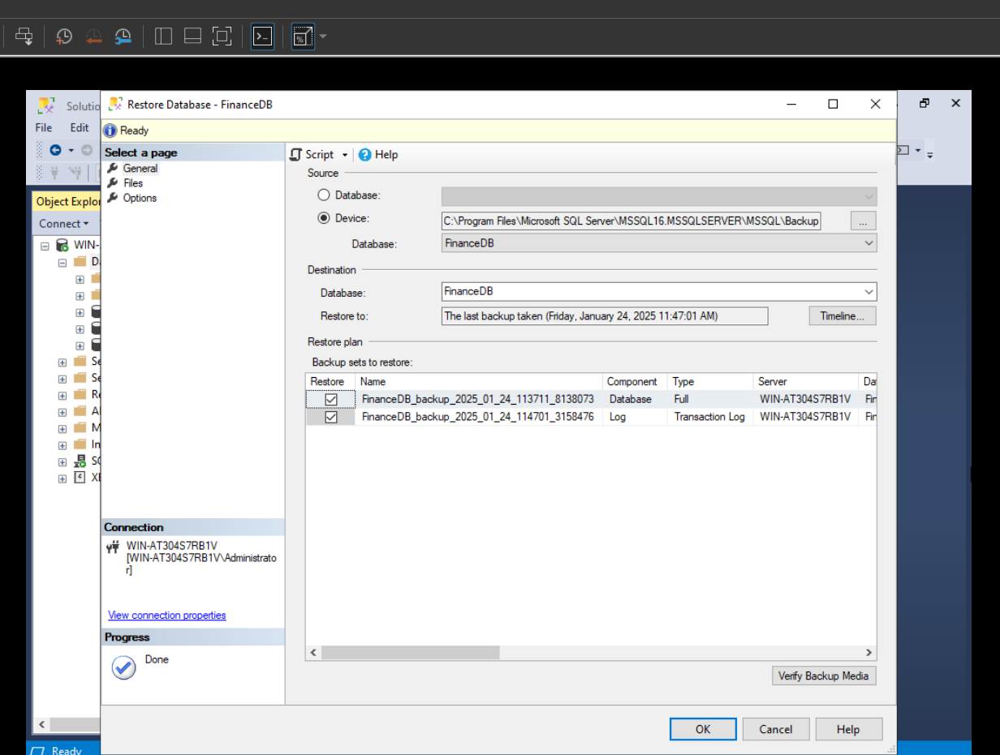 Solutio
Restore Database - FinanceDB
File Edit
Ready
Select a page
General
Files
Options
Script
Help
Object Explor
Connect
WIN-
D
Se
Se
Re
Al
M
In
SQ
XE
Source
Database:
Device:
C:\Program Files\Microsoft SQL Server\MSSQL16.MSSQLSERVER\MSSQL\Backup
...
Database:
FinanceDB
Destination
Database:
FinanceDB
Restore to:
The last backup taken (Friday, January 24, 2025 11:47:01 AM)
Timeline...
Restore plan
Backup sets to restore:
Restore Name Component Type Server Da
FinanceDB_backup_2025_01_24_113711_8138073 Database Full WIN-AT304S7RB1V Fin
FinanceDB_backup_2025_01_24_114701_3158476 Log Transaction Log WIN-AT304S7RB1V Fin
Connection
WIN-AT304S7RB1V
[WIN-AT304S7RB1V\Administrato
r]
View connection properties
Progress
Done
Verify Backup Media
OK
Cancel
Help
Ready